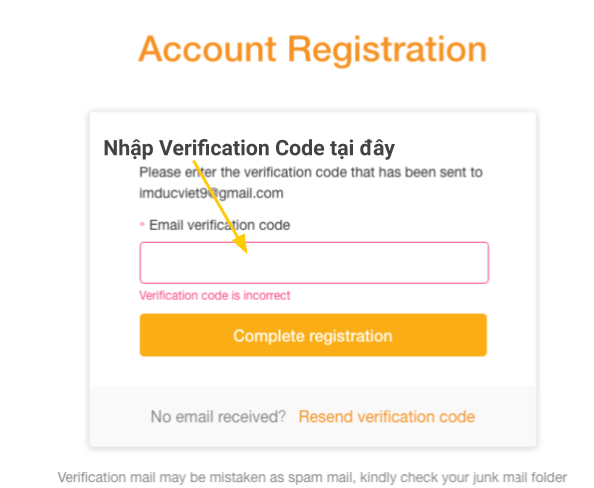 Account Registration
Nhập Verification Code tại đây
Please enter the verification code that has been sent to
imducviet9@gmail.com
* Email verification code
Verification code is incorrect
Complete registration
No email received? Resend verification code
Verification mail may be mistaken as spam mail, kindly check your junk mail folder